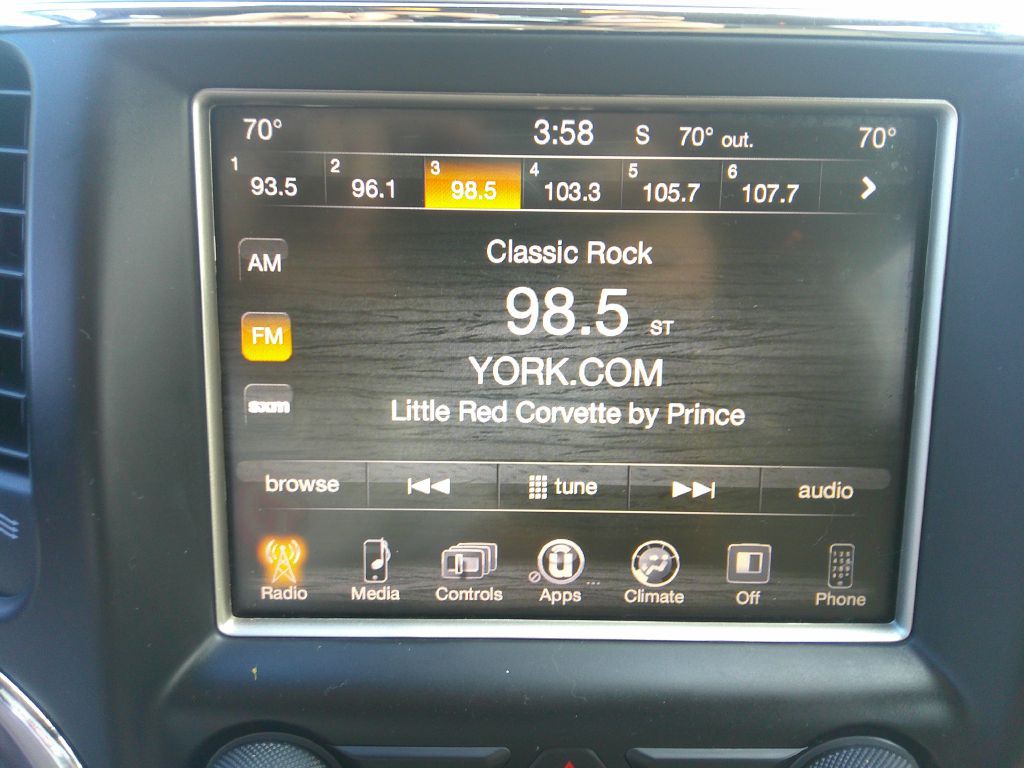 70° 3:58 S 70° out. 70°
1 93.5 2 96.1 3 98.5 4 103.3 5 105.7 6 107.7
AM
Classic Rock
FM
98.5 ST
YORK.COM
sxm
Little Red Corvette by Prince
browse tune audio
Radio Media Controls Apps Climate Off Phone